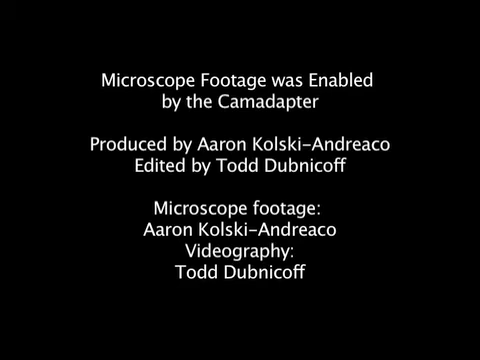 Microscope Footage was Enabled
by the Camadapter
Produced by Aaron Kolski-Andreaco
Edited by Todd Dubnicoff
Microscope footage:
Aaron Kolski-Andreaco
Videography:
Todd Dubnicoff